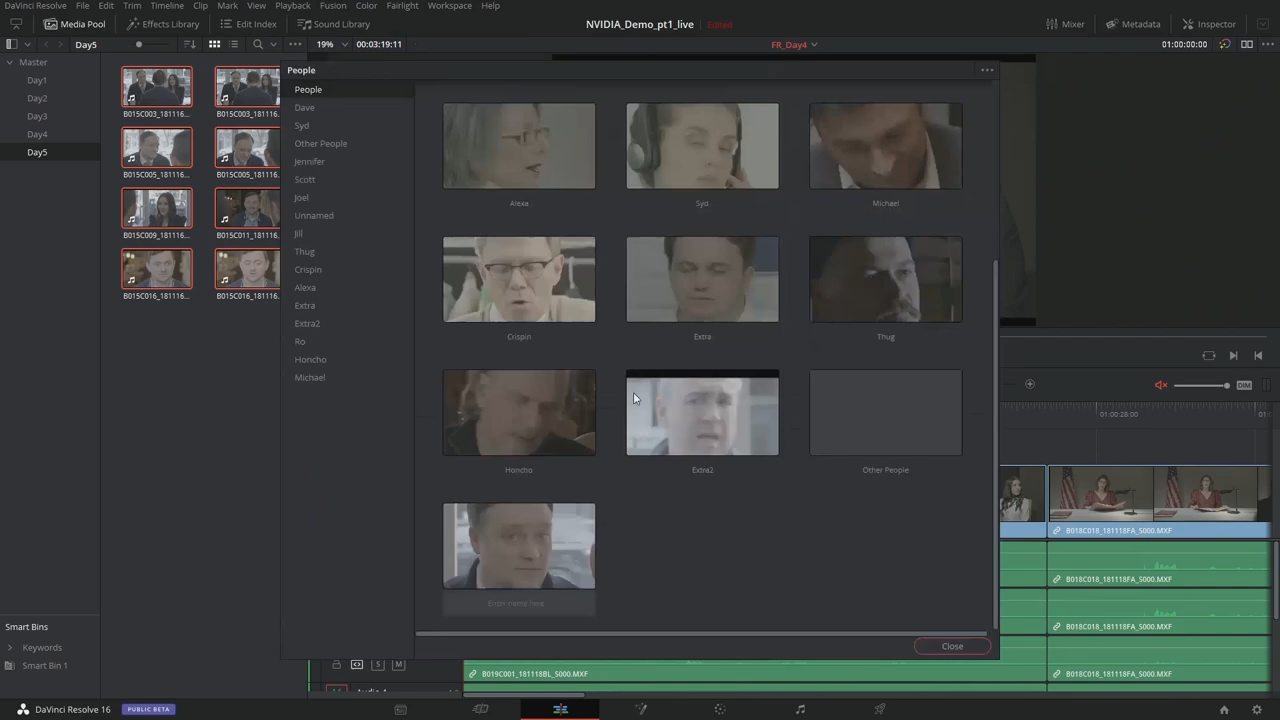 DaVinci Resolve File Edit Trim Timeline Clip Mark View Playback Fusion Color Fairlight Workspace Help
Media Pool Effects Library Edit Index Sound Library NVIDIA_Demo_pt1_live Edited Mixer Metadata Inspector
Day5 19% 00:03:19:11 FR_Day4 01:00:00:00
Master
Day1
Day2
Day3
Day4
Day5
B015C003_181116... B015C003_181116...
B015C005_181116... B015C005_181116...
B015C009_181116... B015C011_181116...
B015C016_181116... B015C016_181116...
People
People
Dave
Syd
Other People
Jennifer
Scott
Joel
Unnamed
Jill
Thug
Crispin
Alexa
Extra
Extra2
Ro
Honcho
Michael
Alexa Syd Michael
Crispin Extra Thug
Honcho Extra2 Other People
Enter name here
Close
DIM
01:00:28:00
B018C018_181118FA_S000.MXF
B018C018_181118FA_S000.MXF
B018C018_181118FA_S000.MXF
S M B019C001_181118BL_S000.MXF B018C018_181118FA_S000.MXF
Smart Bins
Keywords
Smart Bin 1
DaVinci Resolve 16 PUBLIC BETA